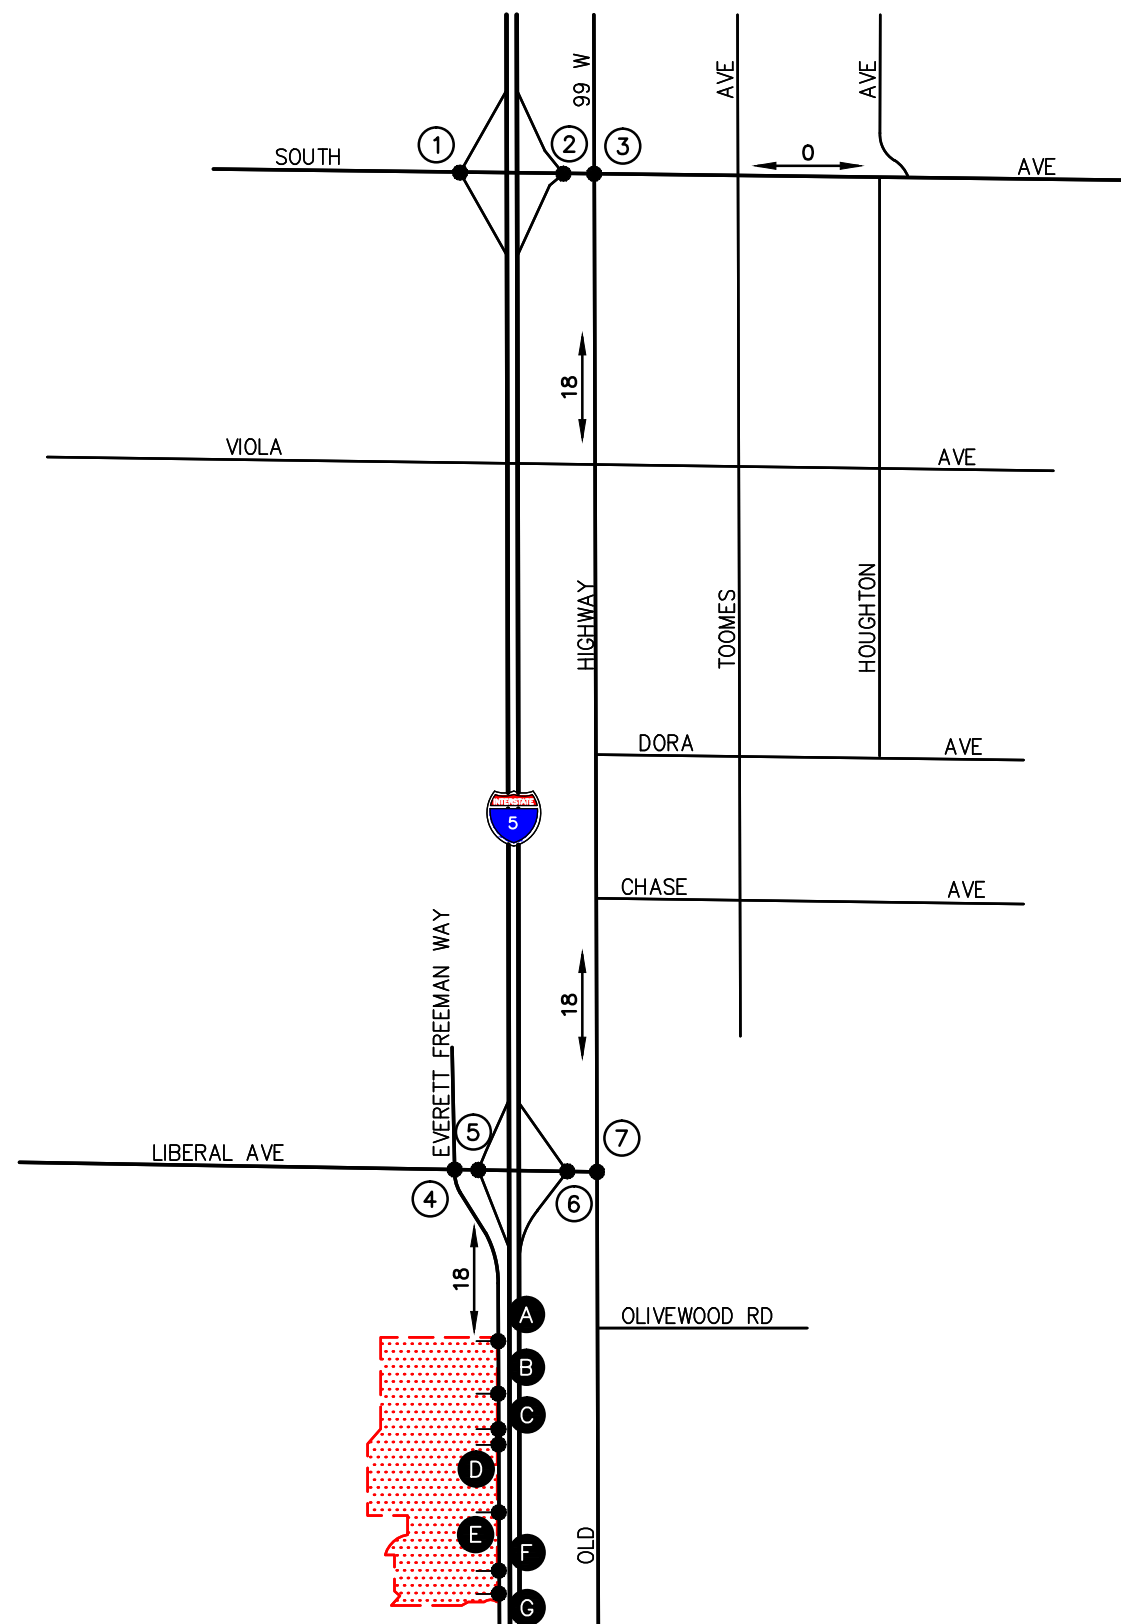 99 W
AVE
AVE
1
2
3
0
SOUTH
AVE
18
VIOLA
AVE
HIGHWAY
TOOMES
HOUGHTON
DORA
AVE
INTERSTATE
5
CHASE
AVE
EVERETT FREEMAN WAY
18
5
7
LIBERAL AVE
4
6
18
A
OLIVEWOOD RD
B
C
D
E
F
OLD
G